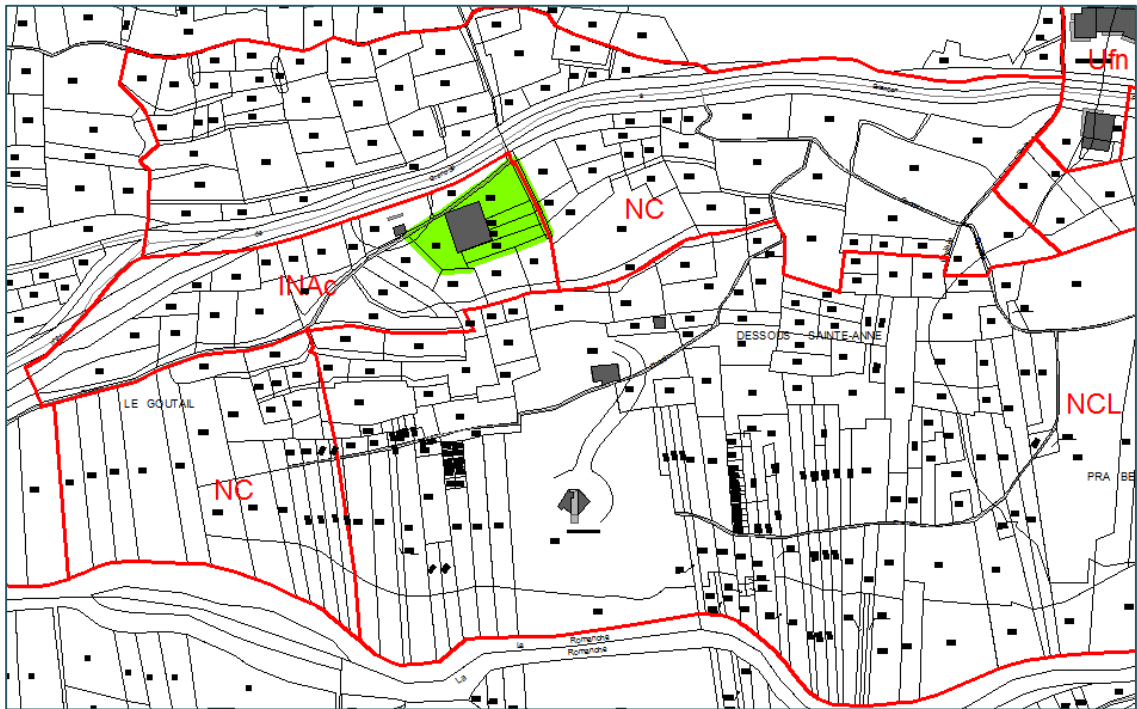 Ufn
NC
INAc
DESSOUS SAINTE-ANNE
LE GOUTAIL
NCL
NC
PRA BE
la Romanche
La Romanche